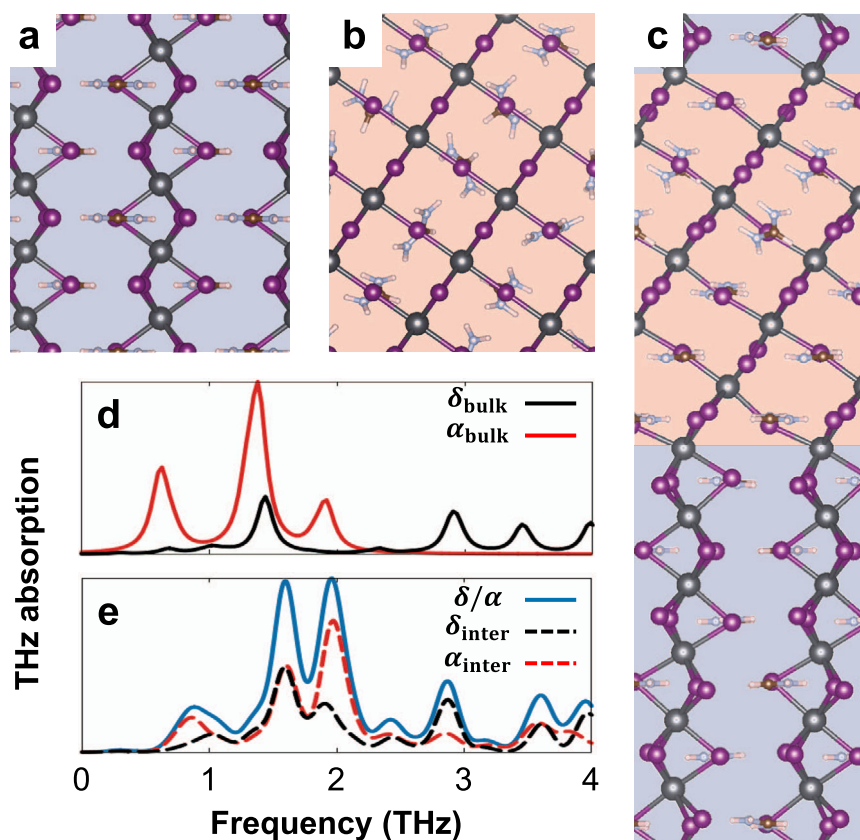 a
b
c
d
δbulk
αbulk
e
δ/α
δinter
αinter
THz absorption
0 1 2 3 4
Frequency (THz)